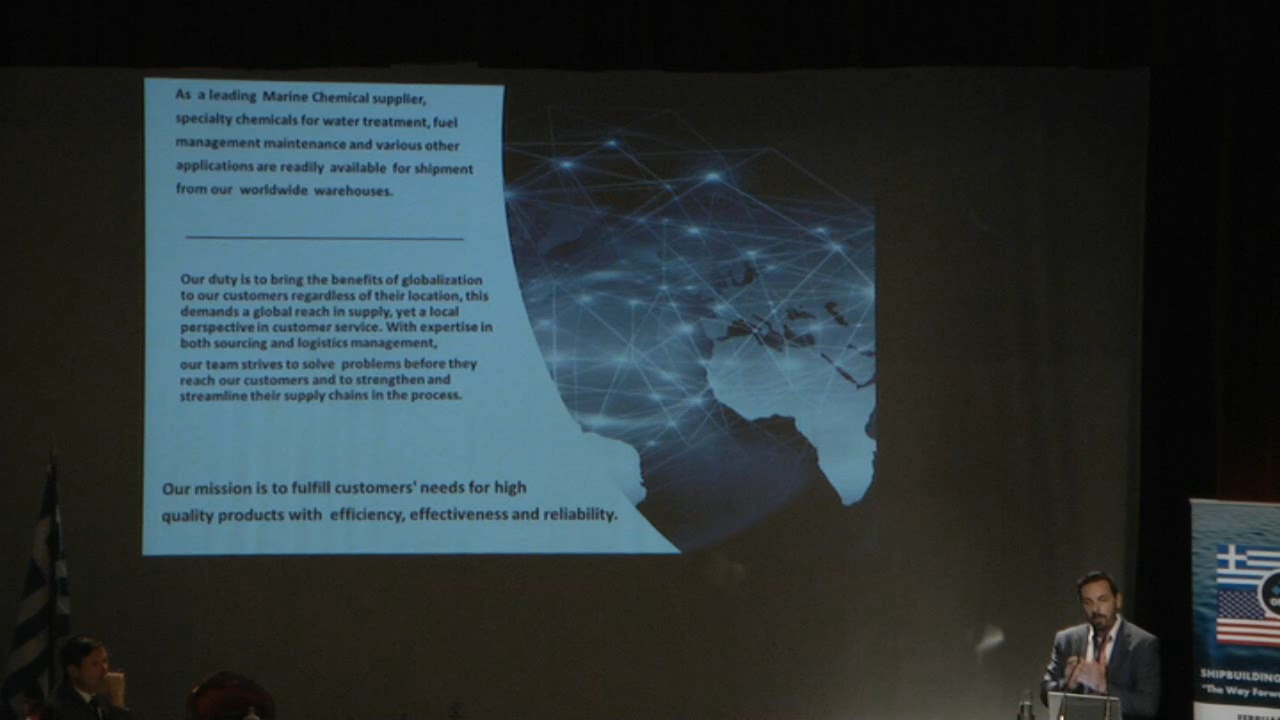 As a leading Marine Chemical supplier,
specialty chemicals for water treatment, fuel
management maintenance and various other
applications are readily available for shipment
from our worldwide warehouses.
Our duty is to bring the benefits of globalization
to our customers regardless of their location, this
demands a global reach in supply, yet a local
perspective in customer service. With expertise in
both sourcing and logistics management,
our team strives to solve problems before they
reach our customers and to strengthen and
streamline their supply chains in the process.
Our mission is to fulfill customers' needs for high
quality products with efficiency, effectiveness and reliability.
SHIPBUILDING
"The Way